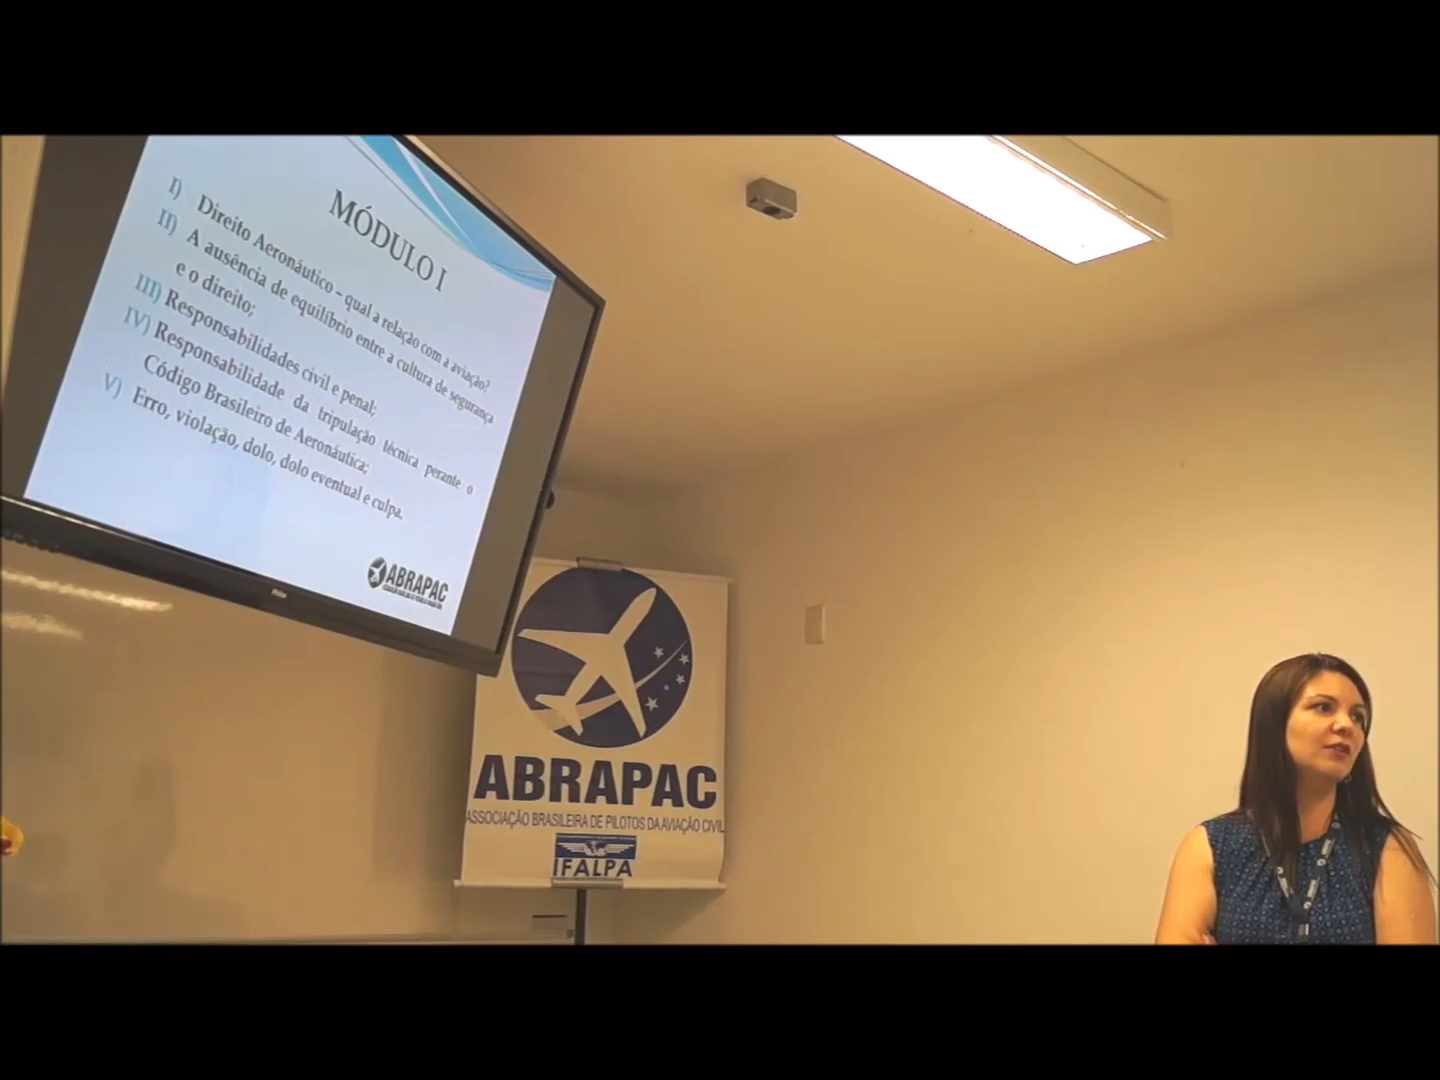 MÓDULO I
I) Direito Aeronáutico – qual a relação com a aviação?
II) A ausência de equilíbrio entre a cultura de segurança
e o direito;
III) Responsabilidades civil e penal;
IV) Responsabilidade da tripulação técnica perante o
Código Brasileiro de Aeronáutica;
V) Erro, violação, dolo, dolo eventual e culpa.
ABRAPAC
ABRAPAC
ASSOCIAÇÃO BRASILEIRA DE PILOTOS DA AVIAÇÃO CIVIL
IFALPA